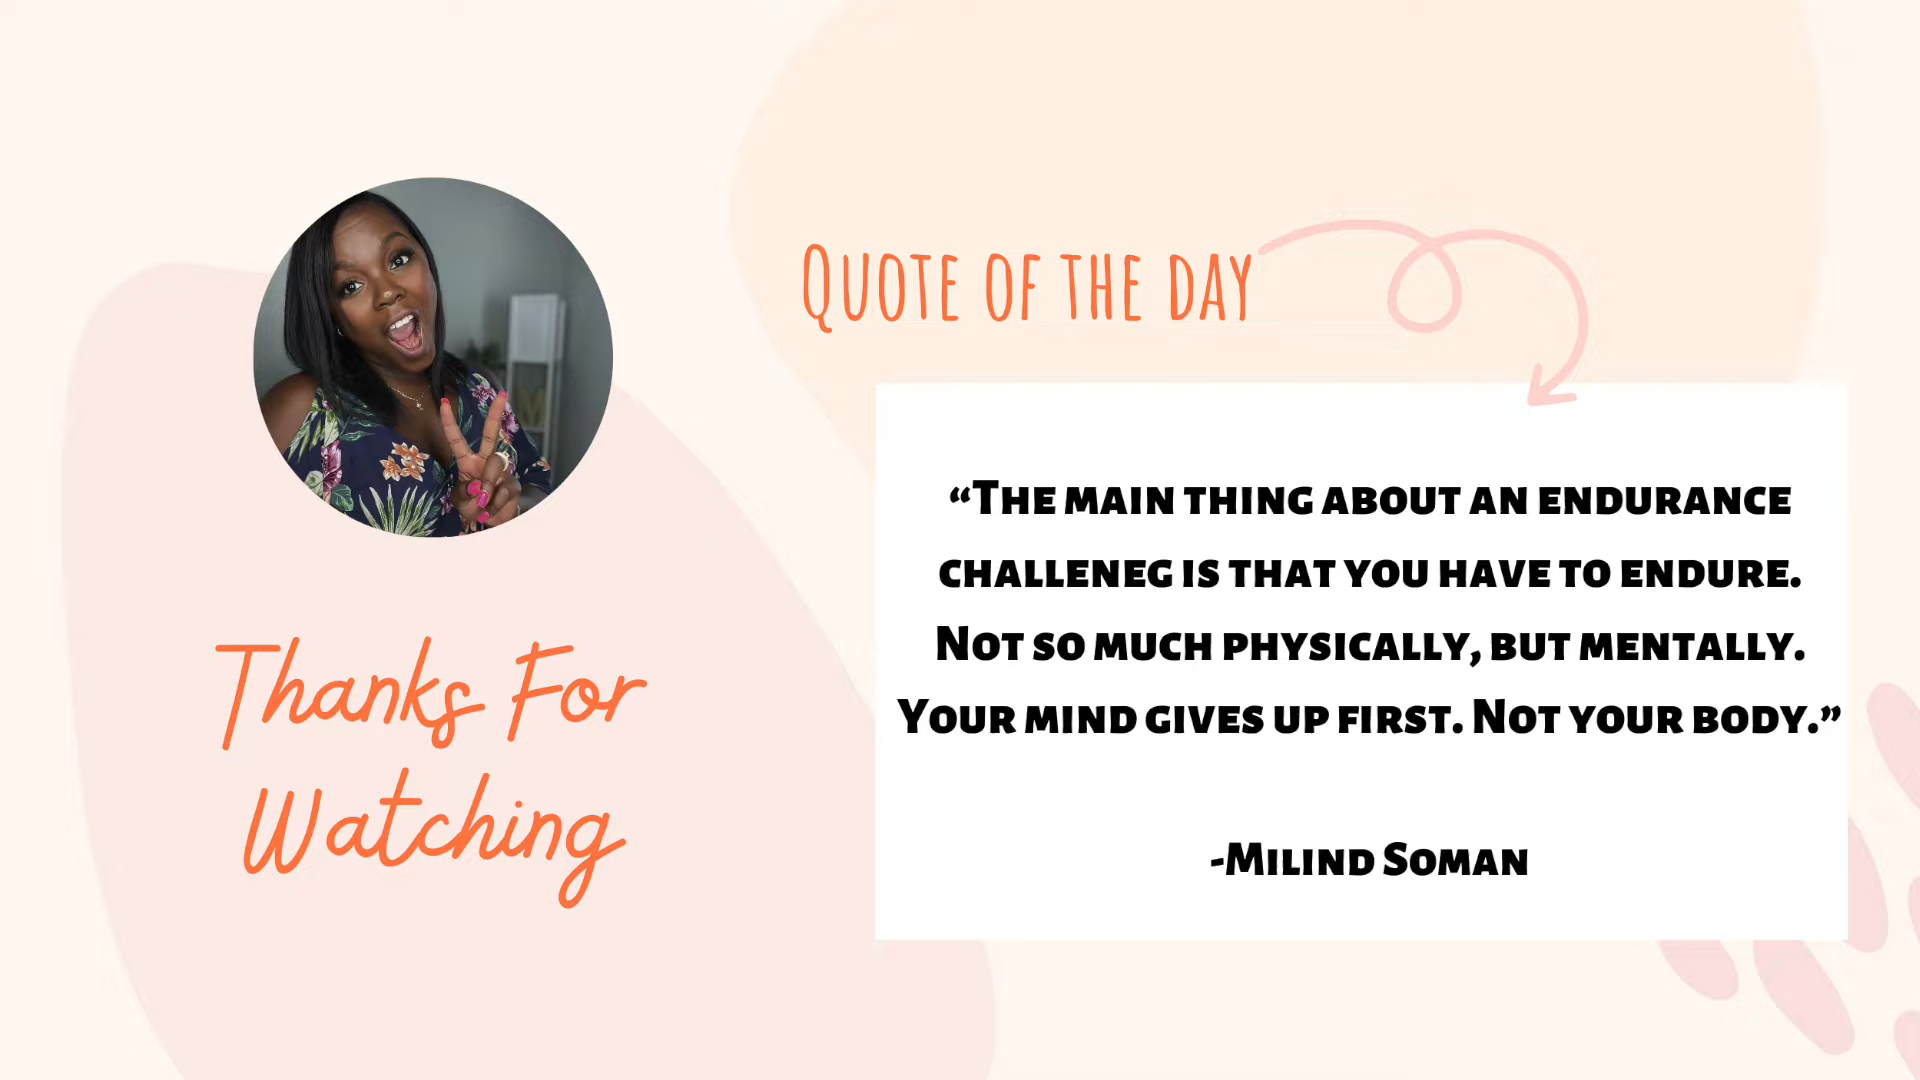 Thanks For
Watching
Quote of the day
“The main thing about an endurance
challeneg is that you have to endure.
Not so much physically, but mentally.
Your mind gives up first. Not your body.”
-Milind Soman